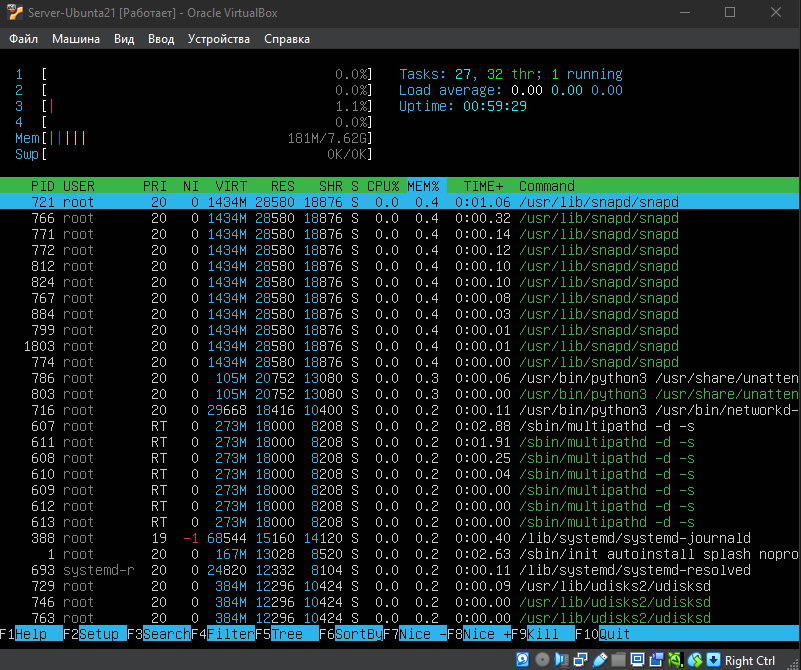 Server-Ubunta21 [Работает] - Oracle VirtualBox
Файл Машина Вид Ввод Устройства Справка
1 [ 0.0%] Tasks: 27, 32 thr; 1 running
2 [ 0.0%] Load average: 0.00 0.00 0.00
3 [| 1.1%] Uptime: 00:59:29
4 [ 0.0%]
Mem[||||| 181M/7.62G]
Swp[ 0K/0K]
PID USER PRI NI VIRT RES SHR S CPU% MEM% TIME+ Command
721 root 20 0 1434M 28580 18876 S 0.0 0.4 0:01.06 /usr/lib/snapd/snapd
766 root 20 0 1434M 28580 18876 S 0.0 0.4 0:00.32 /usr/lib/snapd/snapd
771 root 20 0 1434M 28580 18876 S 0.0 0.4 0:00.14 /usr/lib/snapd/snapd
772 root 20 0 1434M 28580 18876 S 0.0 0.4 0:00.12 /usr/lib/snapd/snapd
812 root 20 0 1434M 28580 18876 S 0.0 0.4 0:00.10 /usr/lib/snapd/snapd
824 root 20 0 1434M 28580 18876 S 0.0 0.4 0:00.10 /usr/lib/snapd/snapd
767 root 20 0 1434M 28580 18876 S 0.0 0.4 0:00.08 /usr/lib/snapd/snapd
884 root 20 0 1434M 28580 18876 S 0.0 0.4 0:00.03 /usr/lib/snapd/snapd
799 root 20 0 1434M 28580 18876 S 0.0 0.4 0:00.01 /usr/lib/snapd/snapd
1803 root 20 0 1434M 28580 18876 S 0.0 0.4 0:00.01 /usr/lib/snapd/snapd
774 root 20 0 1434M 28580 18876 S 0.0 0.4 0:00.00 /usr/lib/snapd/snapd
786 root 20 0 105M 20752 13080 S 0.0 0.3 0:00.06 /usr/bin/python3 /usr/share/unatten
803 root 20 0 105M 20752 13080 S 0.0 0.3 0:00.00 /usr/bin/python3 /usr/share/unatten
716 root 20 0 29668 18416 10400 S 0.0 0.2 0:00.11 /usr/bin/python3 /usr/bin/networkd-
607 root RT 0 273M 18000 8208 S 0.0 0.2 0:02.88 /sbin/multipathd -d -s
611 root RT 0 273M 18000 8208 S 0.0 0.2 0:01.91 /sbin/multipathd -d -s
608 root RT 0 273M 18000 8208 S 0.0 0.2 0:00.25 /sbin/multipathd -d -s
610 root RT 0 273M 18000 8208 S 0.0 0.2 0:00.04 /sbin/multipathd -d -s
609 root RT 0 273M 18000 8208 S 0.0 0.2 0:00.00 /sbin/multipathd -d -s
612 root RT 0 273M 18000 8208 S 0.0 0.2 0:00.00 /sbin/multipathd -d -s
613 root RT 0 273M 18000 8208 S 0.0 0.2 0:00.00 /sbin/multipathd -d -s
388 root 19 -1 68544 15160 14120 S 0.0 0.2 0:00.40 /lib/systemd/systemd-journald
1 root 20 0 167M 13028 8520 S 0.0 0.2 0:02.63 /sbin/init autoinstall splash nopro
693 systemd-r 20 0 24820 12332 8104 S 0.0 0.2 0:00.11 /lib/systemd/systemd-resolved
729 root 20 0 384M 12296 10424 S 0.0 0.2 0:00.09 /usr/lib/udisks2/udisksd
746 root 20 0 384M 12296 10424 S 0.0 0.2 0:00.00 /usr/lib/udisks2/udisksd
763 root 20 0 384M 12296 10424 S 0.0 0.2 0:00.00 /usr/lib/udisks2/udisksd
F1Help F2Setup F3SearchF4FilterF5Tree F6SortByF7Nice -F8Nice +F9Kill F10Quit
Right Ctrl